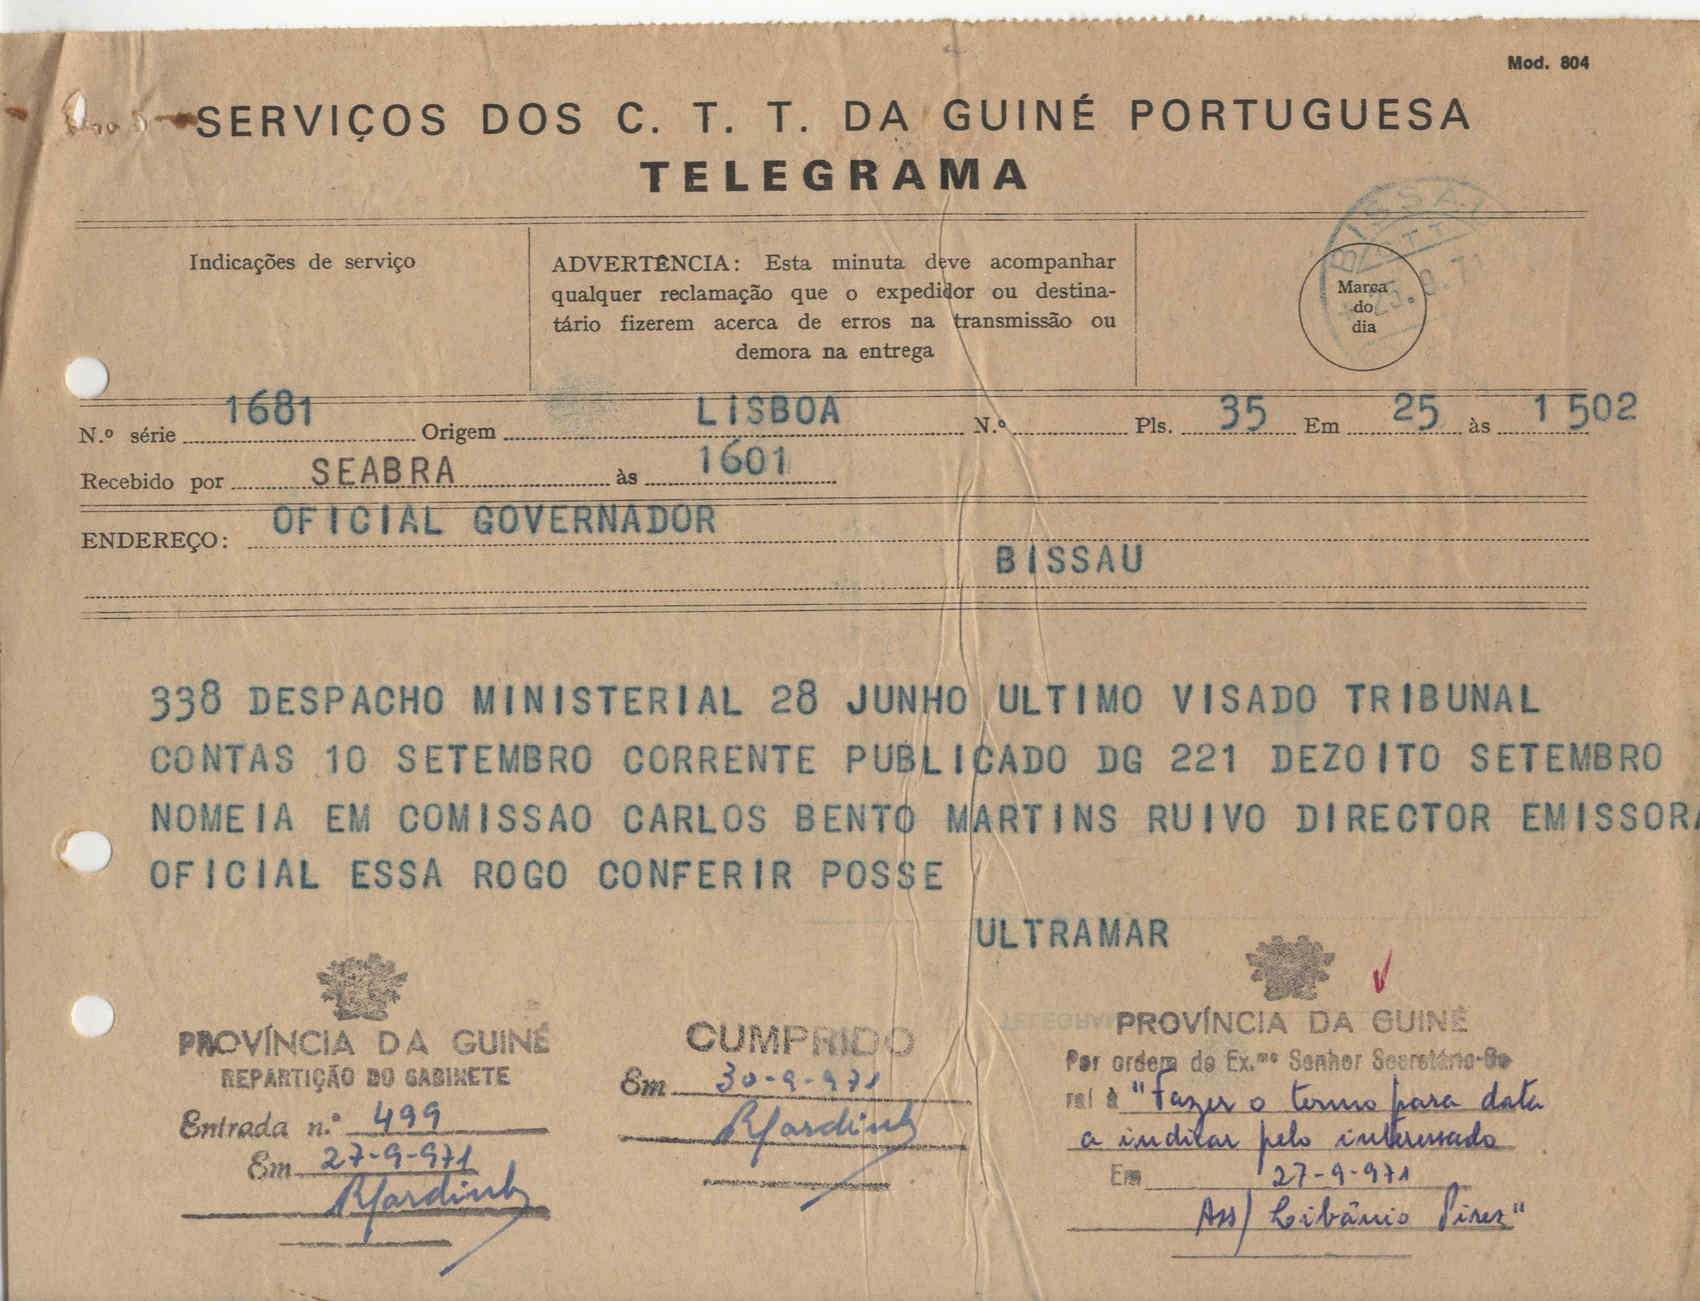 Mod. 804
SERVIÇOS DOS C. T. T. DA GUINÉ PORTUGUESA
TELEGRAMA
Indicações de serviço
ADVERTÊNCIA: Esta minuta deve acompanhar
qualquer reclamação que o expedidor ou destina-
tário fizerem acerca de erros na transmissão ou
demora na entrega
BISSAU
CTT
Marca
do
dia
N.º série 1681 Origem LISBOA N.º Pls. 35 Em 25 às 1502
Recebido por SEABRA às 1601
ENDEREÇO: OFICIAL GOVERNADOR
BISSAU
338 DESPACHO MINISTERIAL 28 JUNHO ULTIMO VISADO TRIBUNAL
CONTAS 10 SETEMBRO CORRENTE PUBLICADO DG 221 DEZOITO SETEMBRO
NOMEIA EM COMISSAO CARLOS BENTO MARTINS RUIVO DIRECTOR EMISSORA
OFICIAL ESSA ROGO CONFERIR POSSE
ULTRAMAR
PROVÍNCIA DA GUINÉ
REPARTIÇÃO DO GABINETE
Entrada n.º 499
Em 27-9-971
CUMPRIDO
Em 30-9-971
PROVÍNCIA DA GUINÉ
Por ordem de Ex.mo Senhor Secretário-Ge
ral à "Fazer o termo para data
a indicar pelo interessado
Em 27-9-971
Ass) Libânio Pires"